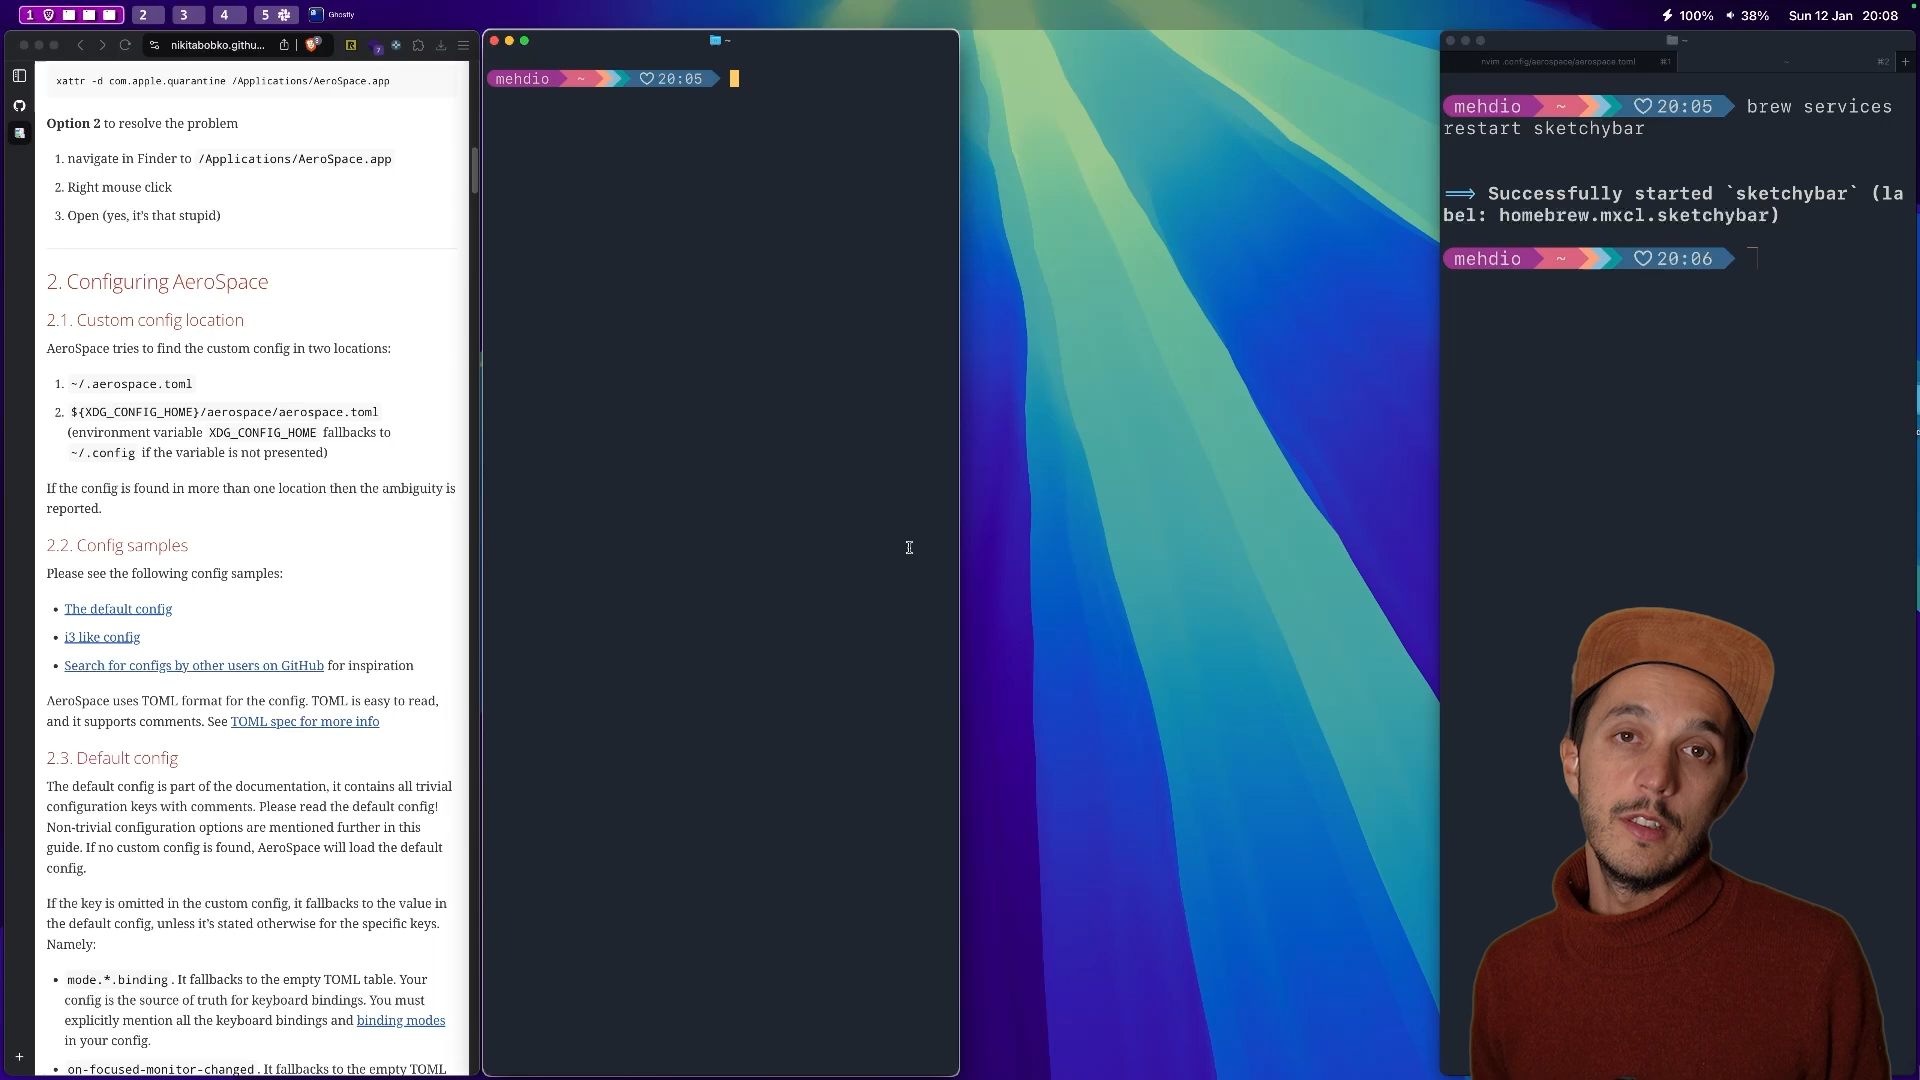 1 2 3 4 5 Ghostty
100% 38% Sun 12 Jan 20:08
nikitabobko.githu...
xattr -d com.apple.quarantine /Applications/AeroSpace.app
Option 2 to resolve the problem
1. navigate in Finder to /Applications/AeroSpace.app
2. Right mouse click
3. Open (yes, it's that stupid)
2. Configuring AeroSpace
2.1. Custom config location
AeroSpace tries to find the custom config in two locations:
1. ~/.aerospace.toml
2. ${XDG_CONFIG_HOME}/aerospace/aerospace.toml
(environment variable XDG_CONFIG_HOME fallbacks to
~/.config if the variable is not presented)
If the config is found in more than one location then the ambiguity is
reported.
2.2. Config samples
Please see the following config samples:
• The default config
• i3 like config
• Search for configs by other users on GitHub for inspiration
AeroSpace uses TOML format for the config. TOML is easy to read,
and it supports comments. See TOML spec for more info
2.3. Default config
The default config is part of the documentation, it contains all trivial
configuration keys with comments. Please read the default config!
Non-trivial configuration options are mentioned further in this
guide. If no custom config is found, AeroSpace will load the default
config.
If the key is omitted in the custom config, it fallbacks to the value in
the default config, unless it's stated otherwise for the specific keys.
Namely:
• mode.*.binding . It fallbacks to the empty TOML table. Your
config is the source of truth for keyboard bindings. You must
explicitly mention all the keyboard bindings and binding modes
in your config.
• on-focused-monitor-changed . It fallbacks to the empty TOML
~
mehdio ~ ♡ 20:05
~
nvim .config/aerospace/aerospace.toml ⌘1 ~ ⌘2 +
mehdio ~ ♡ 20:05 brew services
restart sketchybar
==> Successfully started `sketchybar` (la
bel: homebrew.mxcl.sketchybar)
mehdio ~ ♡ 20:06